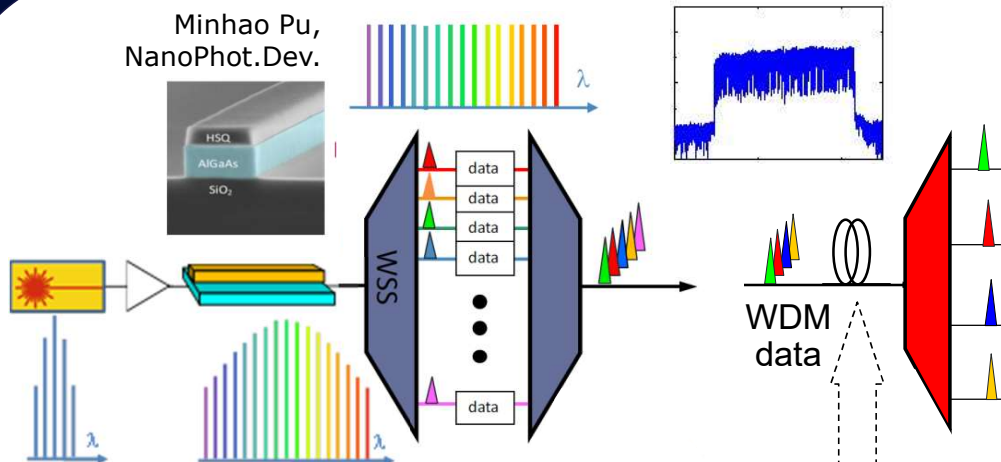 Minhao Pu,
NanoPhot.Dev.
λ
HSQ
AlGaAs
SiO₂
data
data
data
data
WSS
data
WDM
data
λ
λ